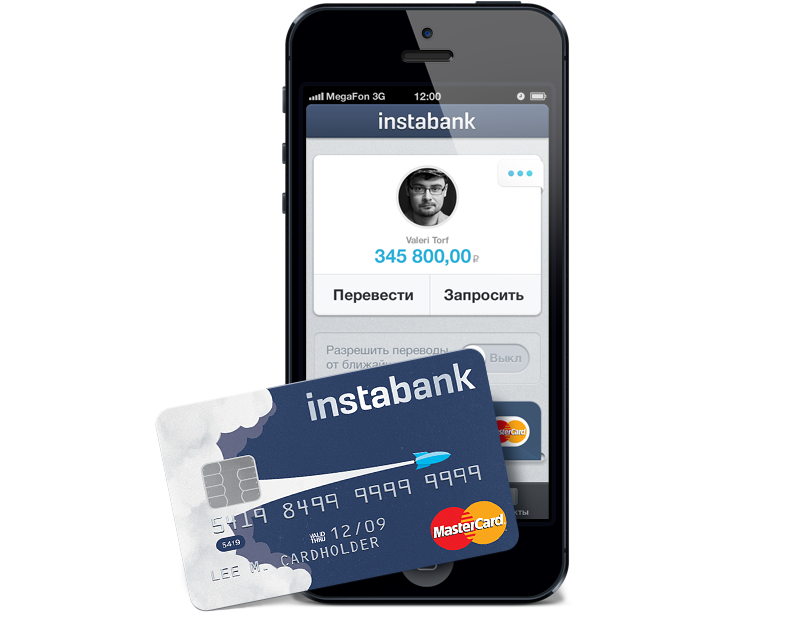 MegaFon 3G 12:00
instabank
Valeri Torf
345 800,00 ₽
Перевести Запросить
Разрешить переводы
Выкл
от
instabank
MasterCard
5419 8499 9999 9999
5419 VALID THRU 12/09
MasterCard
LEE M. CARDHOLDER